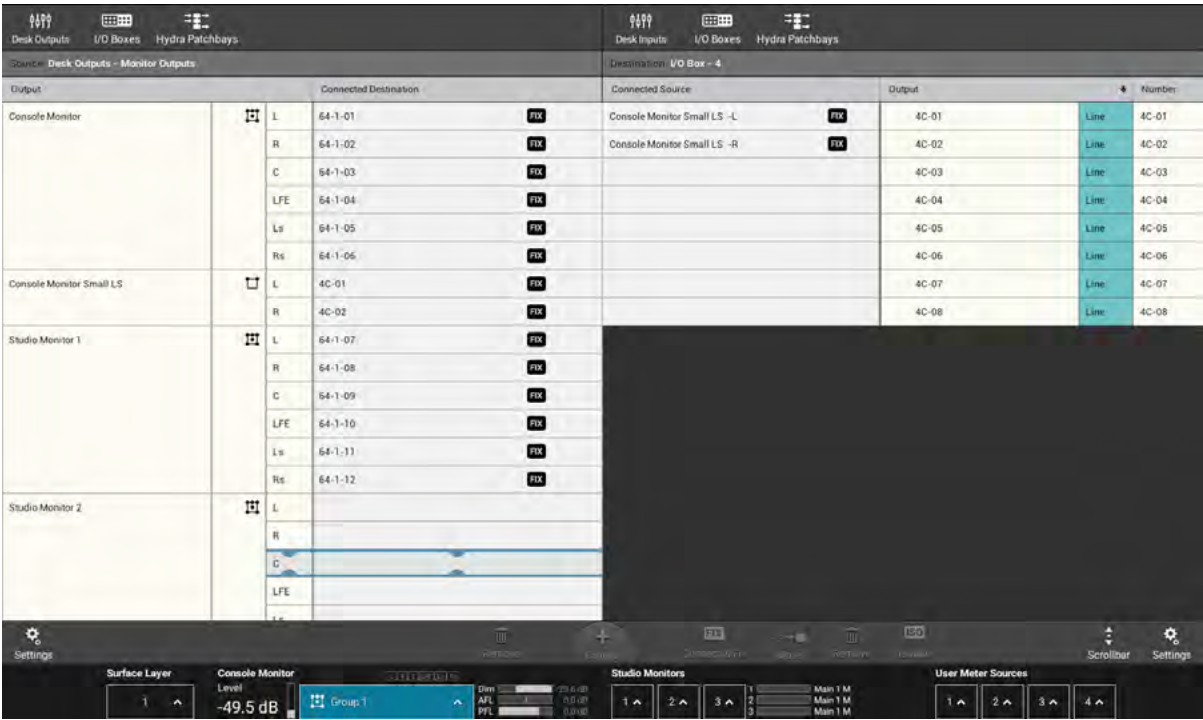 Desk Outputs I/O Boxes Hydra Patchbays
Desk Inputs I/O Boxes Hydra Patchbays
Source: Desk Outputs - Monitor Outputs
Destination: I/O Box - 4
Output Connected Destination
Connected Source Output Number
Console Monitor L 64-1-01 FIX
R 64-1-02 FIX
C 64-1-03 FIX
LFE 64-1-04 FIX
Ls 64-1-05 FIX
Rs 64-1-06 FIX
Console Monitor Small LS L 4C-01 FIX
R 4C-02 FIX
Studio Monitor 1 L 64-1-07 FIX
R 64-1-08 FIX
C 64-1-09 FIX
LFE 64-1-10 FIX
Ls 64-1-11 FIX
Rs 64-1-12 FIX
Studio Monitor 2 L
R
C
LFE
Ls
Console Monitor Small LS -L FIX 4C-01 Line 4C-01
Console Monitor Small LS -R FIX 4C-02 Line 4C-02
4C-03 Line 4C-03
4C-04 Line 4C-04
4C-05 Line 4C-05
4C-06 Line 4C-06
4C-07 Line 4C-07
4C-08 Line 4C-08
Settings
FIX
ISO
Scrollbar
Settings
Surface Layer
1
Console Monitor
Level
-49.5 dB
Group 1
Dim
AFL
PFL
Studio Monitors
1 2 3
1 Main 1 M
2 Main 1 M
3 Main 1 M
User Meter Sources
1 2 3 4